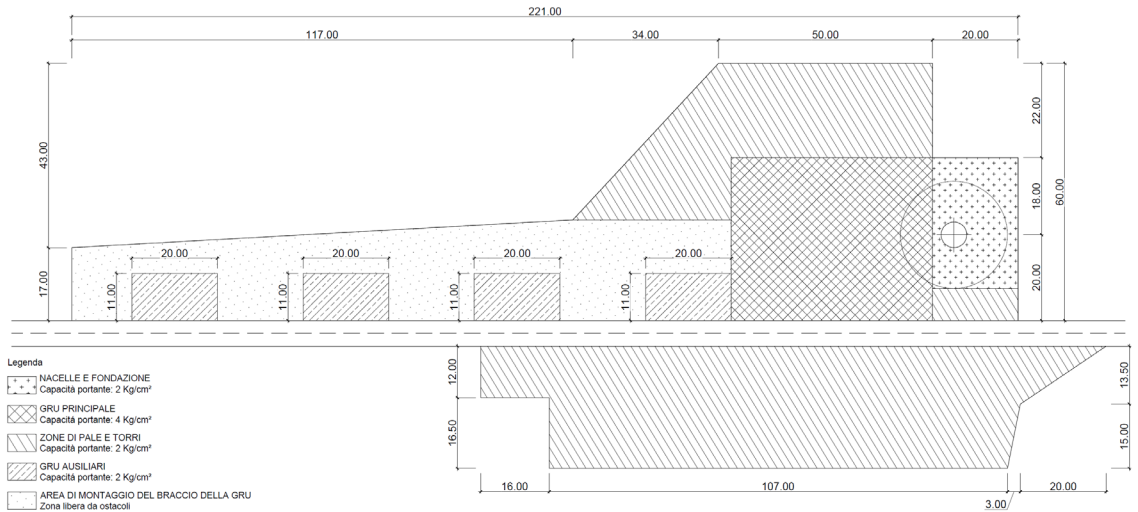 221.00
117.00
34.00
50.00
20.00
43.00
17.00
22.00
18.00
20.00
60.00
20.00
20.00
20.00
20.00
11.00
11.00
11.00
11.00
12.00
16.50
13.50
15.00
16.00
107.00
3.00
20.00
Legenda
NACELLE E FONDAZIONE
Capacità portante: 2 Kg/cm²
GRU PRINCIPALE
Capacità portante: 4 Kg/cm²
ZONE DI PALE E TORRI
Capacità portante: 2 Kg/cm²
GRU AUSILIARI
Capacità portante: 2 Kg/cm²
AREA DI MONTAGGIO DEL BRACCIO DELLA GRU
Zona libera da ostacoli